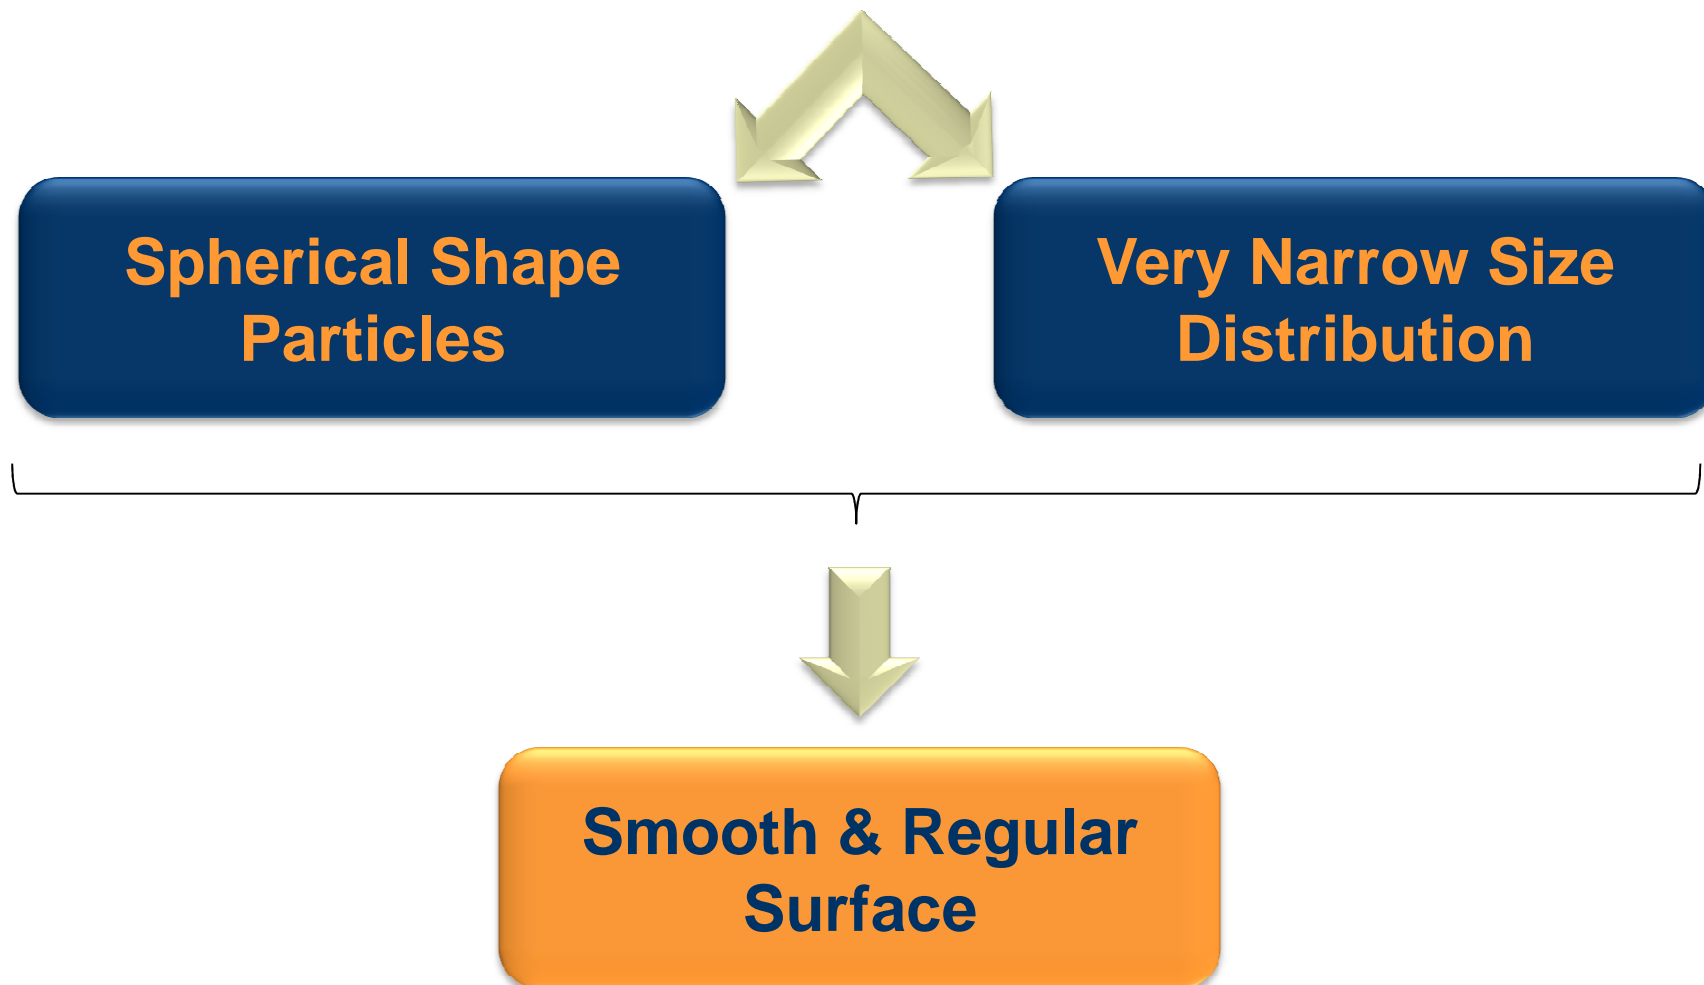 Spherical Shape
Particles
Very Narrow Size
Distribution
Smooth & Regular
Surface